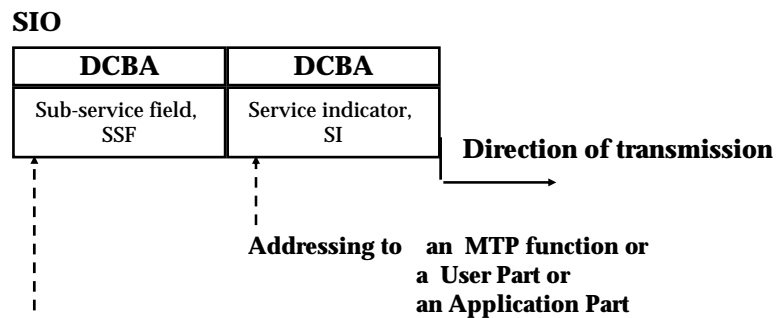 SIO
DCBA DCBA
Sub-service field, Service indicator,
SSF SI
Direction of transmission
Addressing to an MTP function or
a User Part or
an Application Part